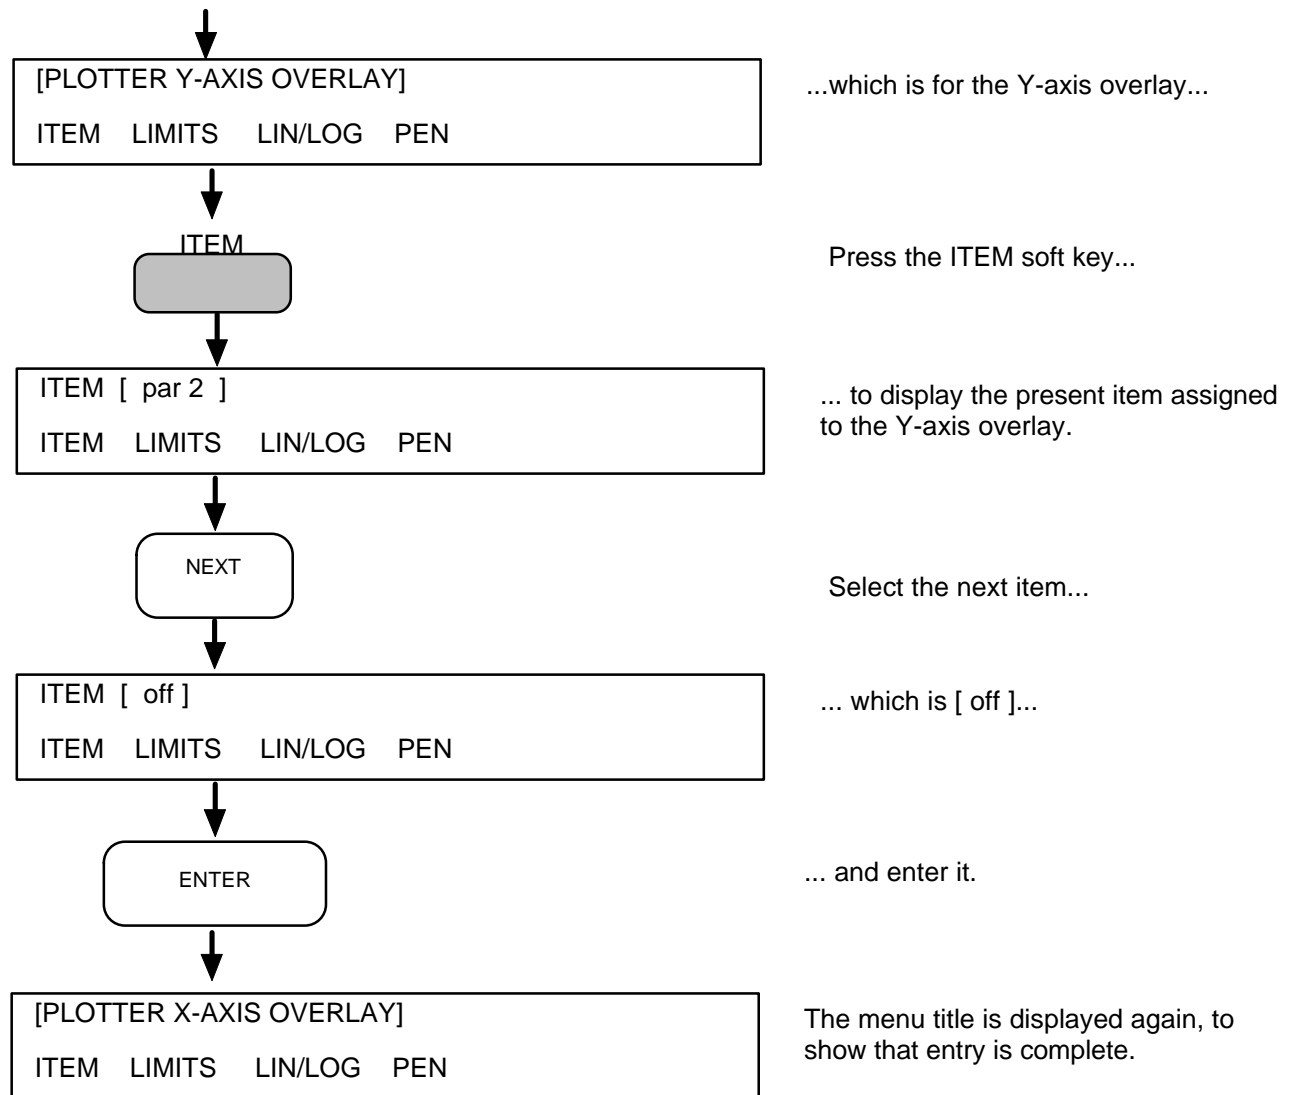 [PLOTTER Y-AXIS OVERLAY]
ITEM LIMITS LIN/LOG PEN
...which is for the Y-axis overlay...
ITEM
Press the ITEM soft key...
ITEM [ par 2 ]
ITEM LIMITS LIN/LOG PEN
... to display the present item assigned
to the Y-axis overlay.
NEXT
Select the next item...
ITEM [ off ]
ITEM LIMITS LIN/LOG PEN
... which is [ off ]...
ENTER
... and enter it.
[PLOTTER X-AXIS OVERLAY]
ITEM LIMITS LIN/LOG PEN
The menu title is displayed again, to
show that entry is complete.